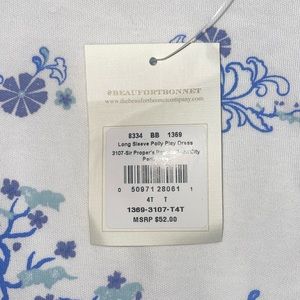 #BEAUFORTBONNET
www.thebeaufortbonnetcompany.com
8334 BB 1369
Long Sleeve Polly Play Dress
3107-Sir Proper's
0 50971 28061 1
4T T
1369-3107-T4T
MSRP $52.00